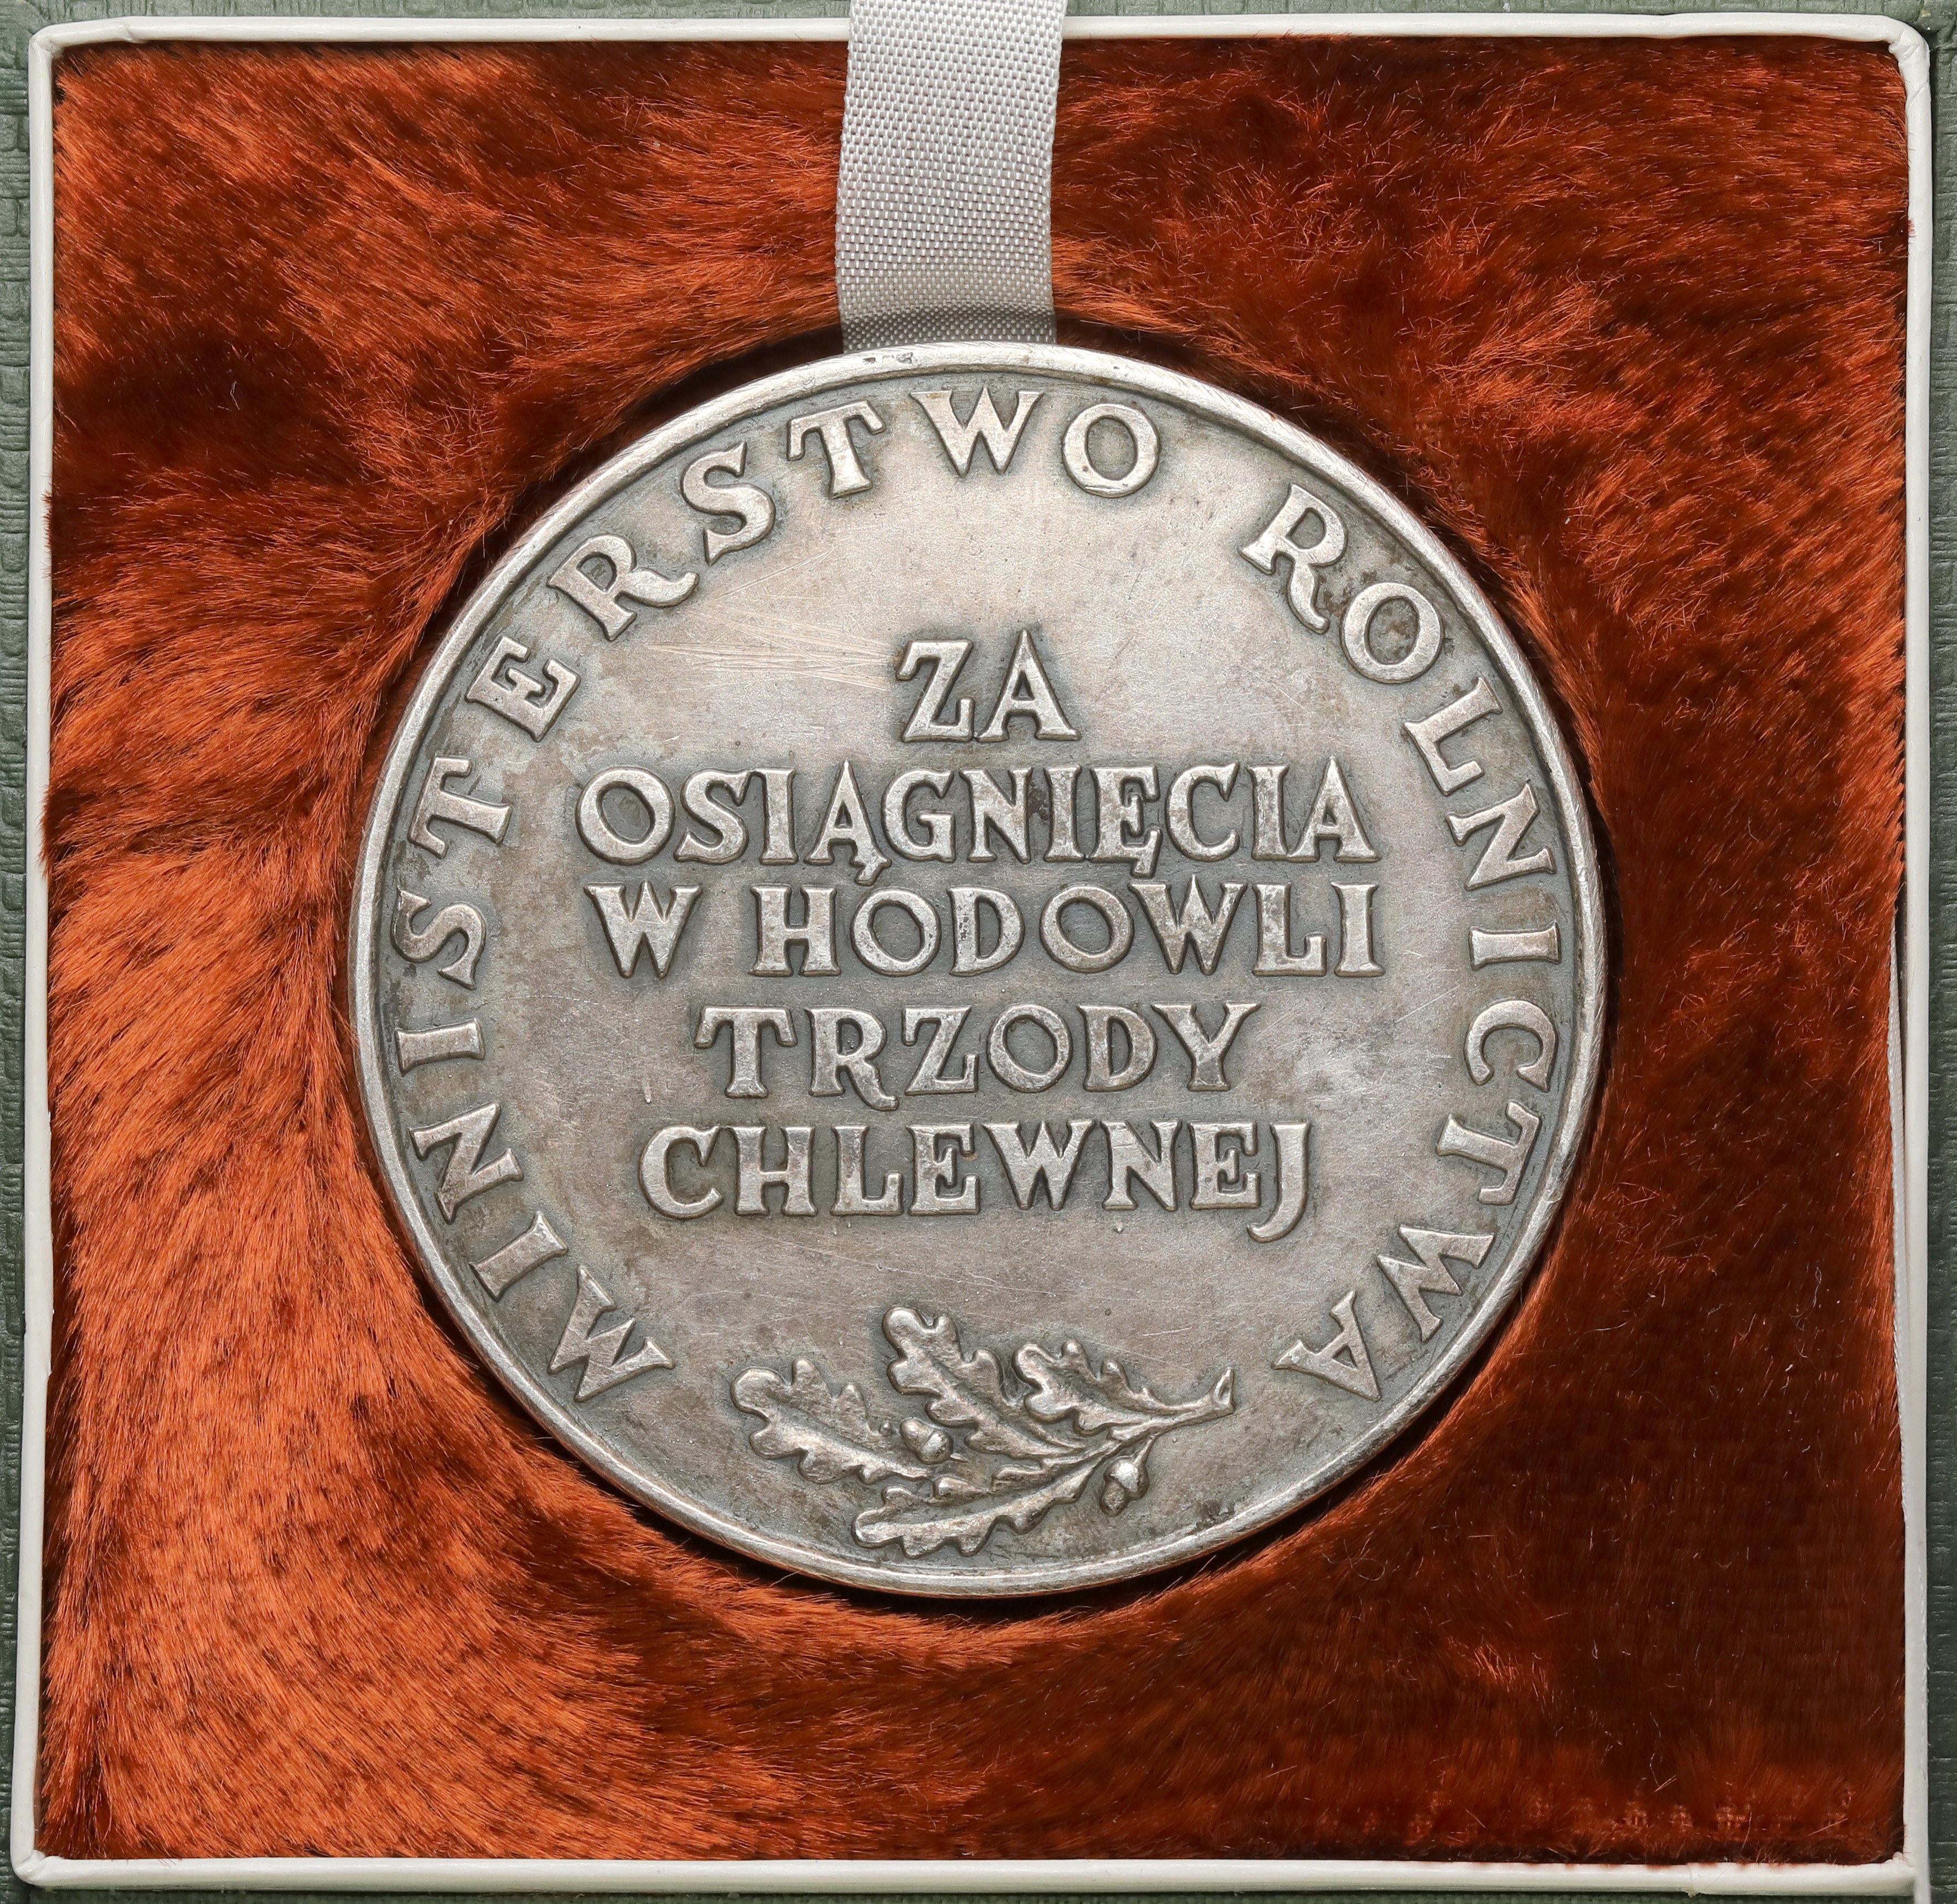 MINISTERSTWO ROLNICTWA
ZA
OSIĄGNIĘCIA
W HODOWLI
TRZODY
CHLEWNEJ